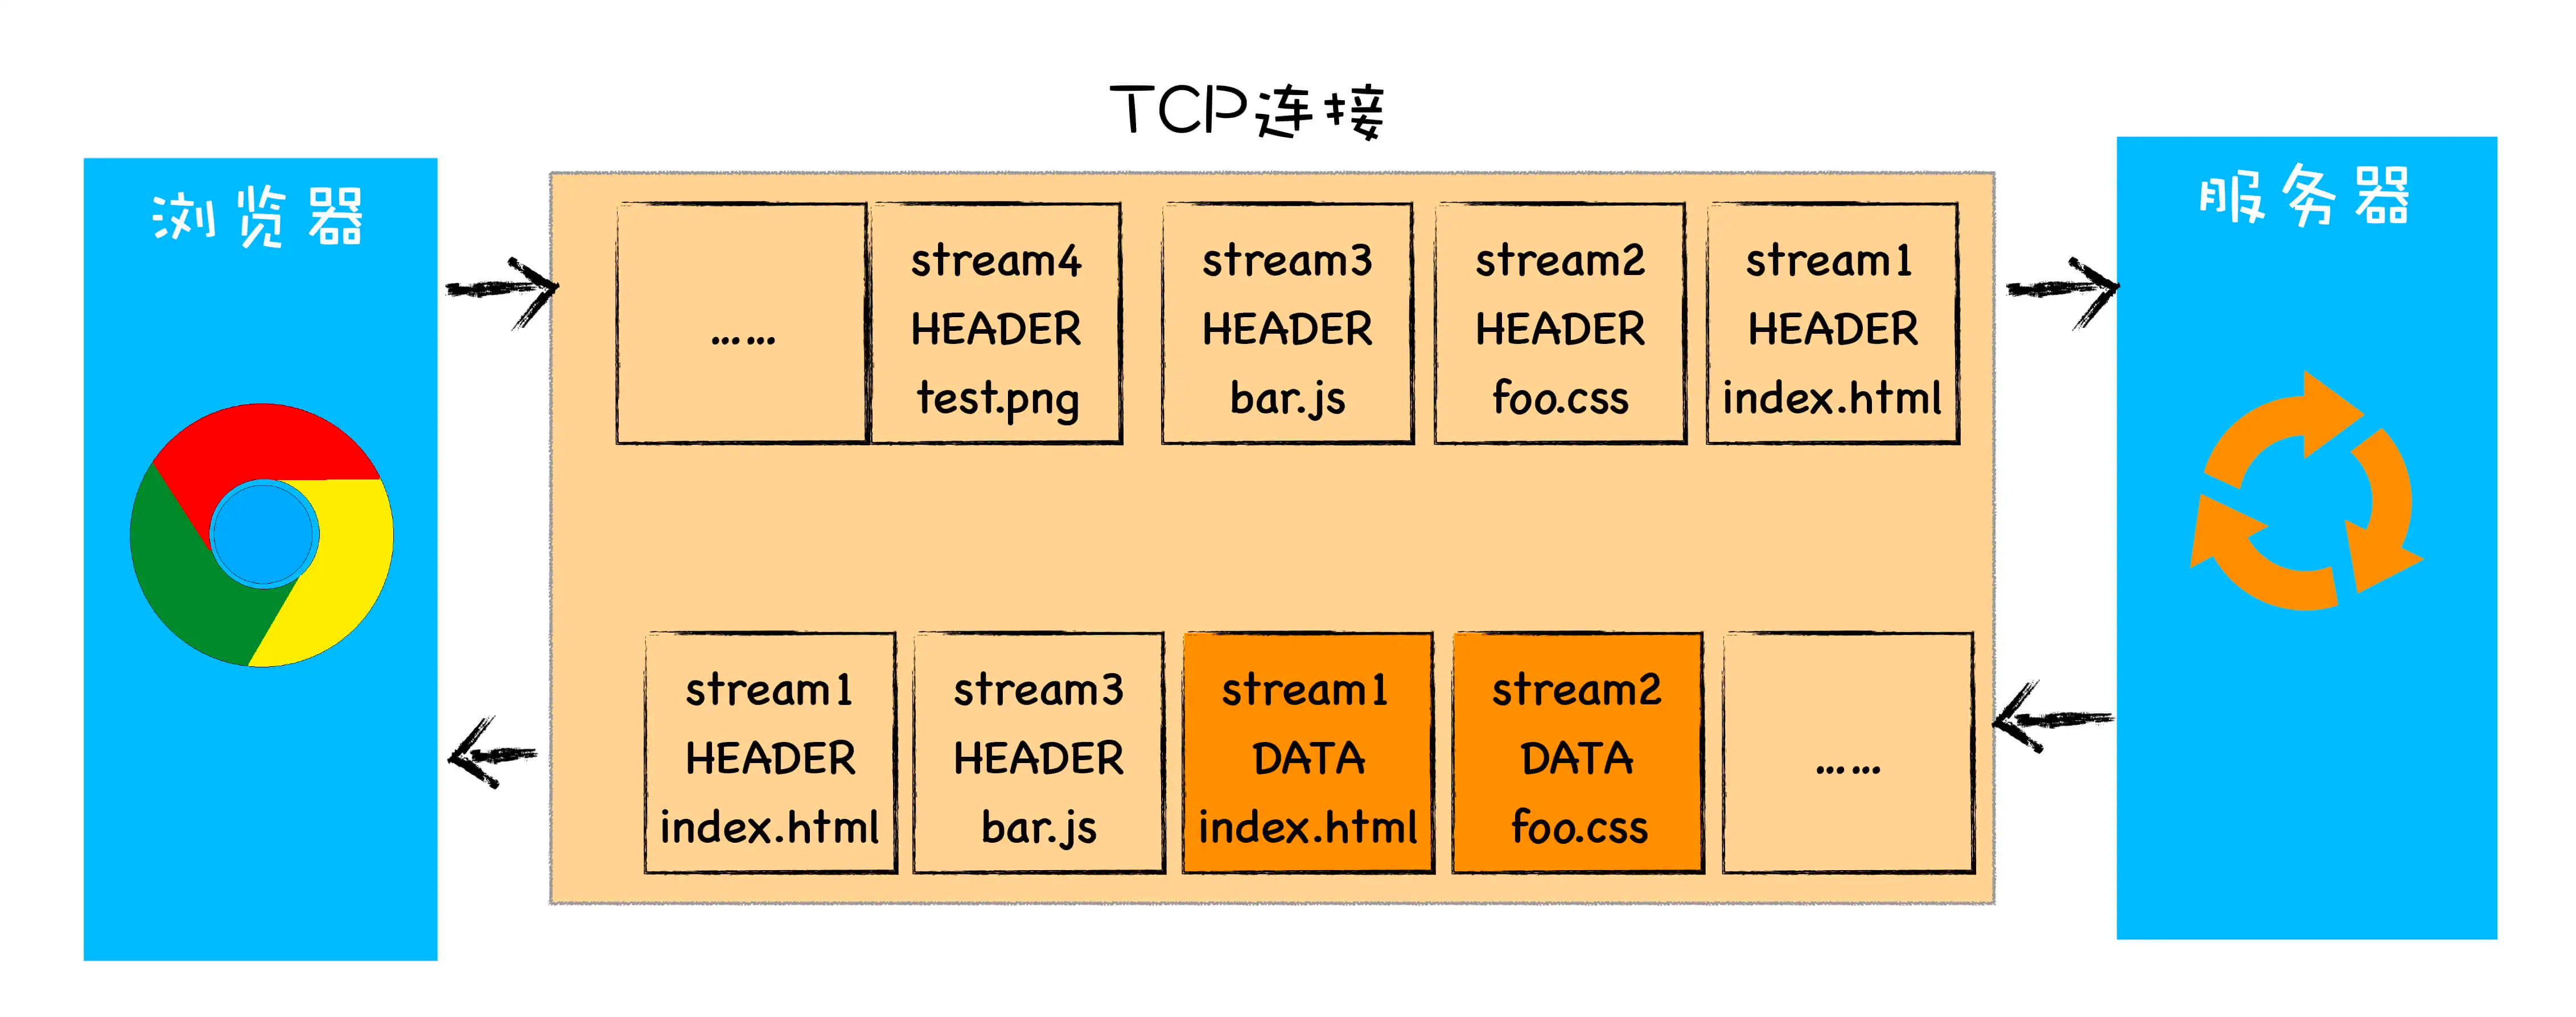 TCP连接
浏览器
服务器
……
stream4
HEADER
test.png
stream3
HEADER
bar.js
stream2
HEADER
foo.css
stream1
HEADER
index.html
stream1
HEADER
index.html
stream3
HEADER
bar.js
stream1
DATA
index.html
stream2
DATA
foo.css
……